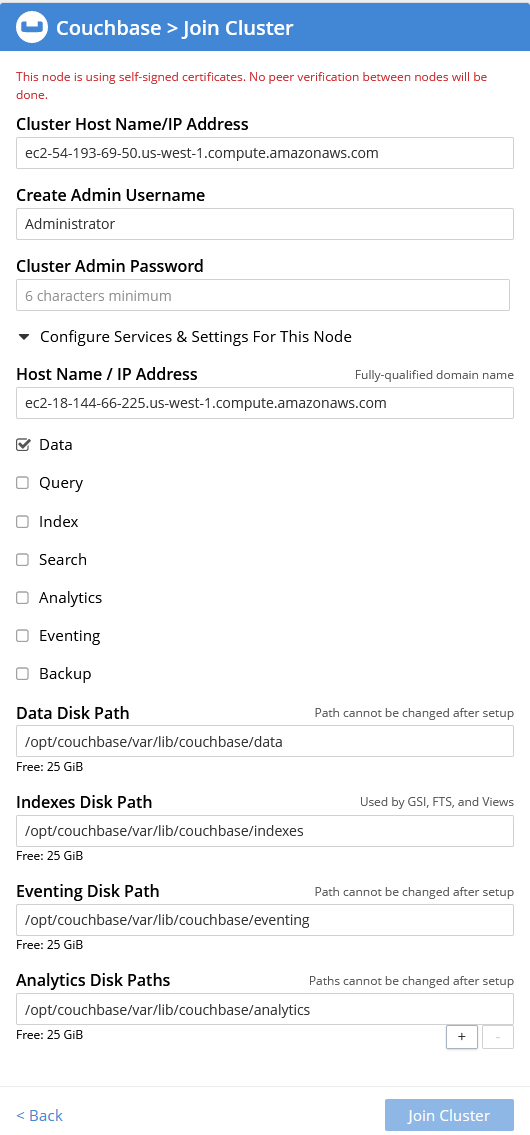 Couchbase > Join Cluster
This node is using self-signed certificates. No peer verification between nodes will be
done.
Cluster Host Name/IP Address
ec2-54-193-69-50.us-west-1.compute.amazonaws.com
Create Admin Username
Administrator
Cluster Admin Password
6 characters minimum
Configure Services & Settings For This Node
Host Name / IP Address Fully-qualified domain name
ec2-18-144-66-225.us-west-1.compute.amazonaws.com
Data
Query
Index
Search
Analytics
Eventing
Backup
Data Disk Path Path cannot be changed after setup
/opt/couchbase/var/lib/couchbase/data
Free: 25 GiB
Indexes Disk Path Used by GSI, FTS, and Views
/opt/couchbase/var/lib/couchbase/indexes
Free: 25 GiB
Eventing Disk Path Path cannot be changed after setup
/opt/couchbase/var/lib/couchbase/eventing
Free: 25 GiB
Analytics Disk Paths Paths cannot be changed after setup
/opt/couchbase/var/lib/couchbase/analytics
Free: 25 GiB + -
< Back Join Cluster